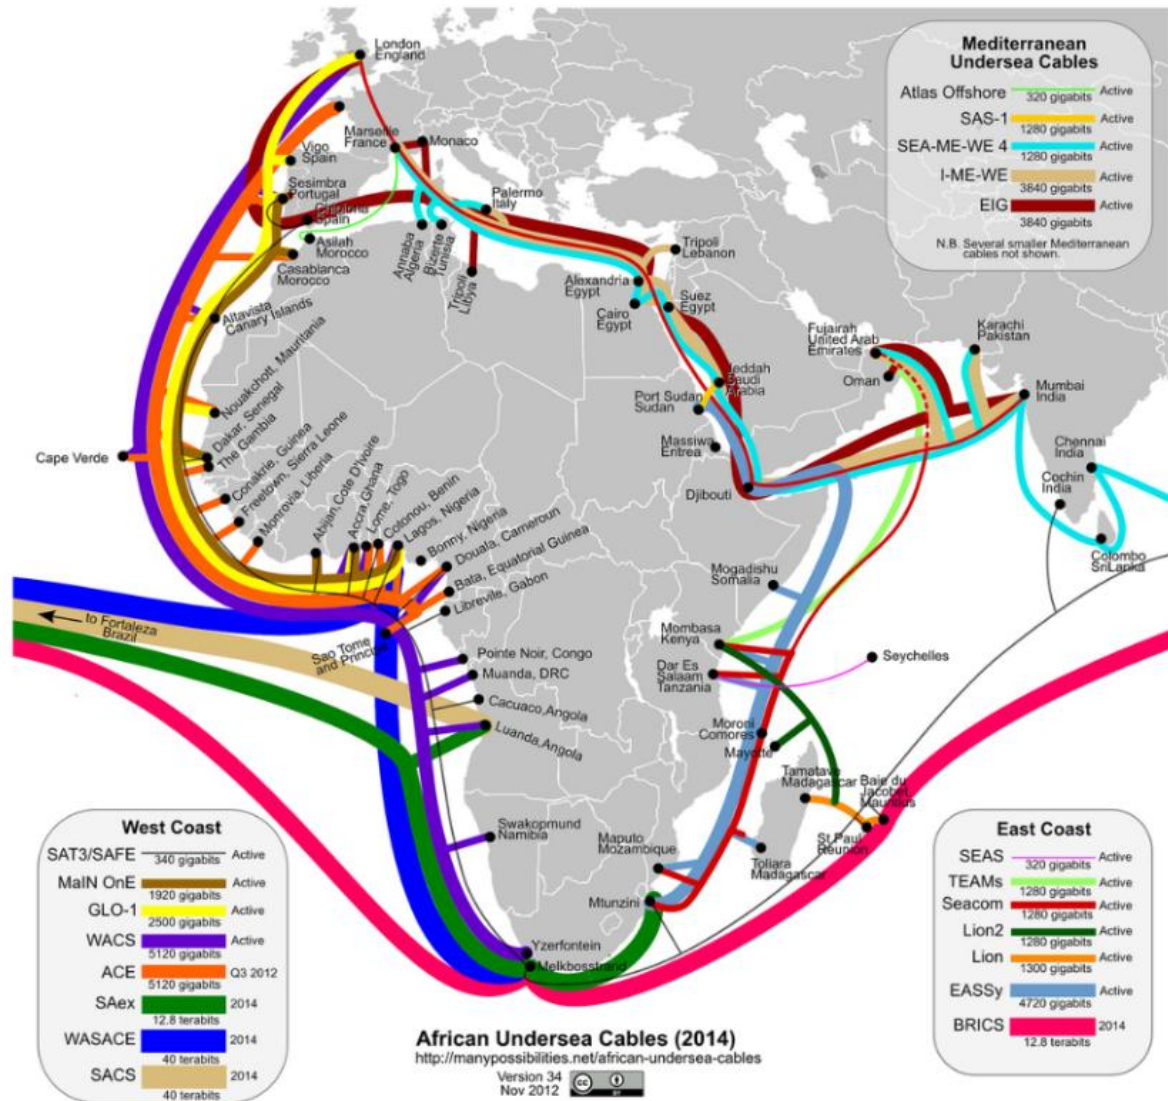 London
England
Vigo
Spain
Sesimbra
Portugal
Spain
Asilah
Morocco
Casablanca
Morocco
Altavista
Canary Islands
Marseille
France
Monaco
Palermo
Italy
Annaba
Algeria
Bizerte
Tunisia
Tripoli
Libya
Tripoli
Lebanon
Alexandria
Egypt
Cairo
Egypt
Suez
Egypt
Jeddah
Saudi
Arabia
Port Sudan
Sudan
Massiwa
Eritrea
Djibouti
Fujairah
United Arab
Emirates
Oman
Karachi
Pakistan
Mumbai
India
Chennai
India
Cochin
India
Colombo
SriLanka
Mediterranean
Undersea Cables
Atlas Offshore 320 gigabits Active
SAS-1 1280 gigabits Active
SEA-ME-WE 4 1280 gigabits Active
I-ME-WE 3840 gigabits Active
EIG 3840 gigabits Active
N.B. Several smaller Mediterranean
cables not shown.
Nouakchott, Mauritania
Dakar, Senegal
The Gambia
Cape Verde
Conakrie, Guinea
Freetown, Sierra Leone
Monrovia, Liberia
Abijan,Cote D'Ivoire
Accra,Ghana
Lome, Togo
Cotonou, Benin
Lagos, Nigeria
Bonny, Nigeria
Douala, Cameroun
Bata, Equatorial Guinea
Libreville, Gabon
to Fortaleza
Brazil
Sao Tome
and Principe
Pointe Noir, Congo
Muanda, DRC
Cacuaco,Angola
Luanda,Angola
Swakopmund
Namibia
Yzerfontein
Melkbosstrand
Mtunzini
Maputo
Mozambique
Toliara
Madagascar
Mogadishu
Somalia
Mombasa
Kenya
Dar Es
Salaam
Tanzania
Seychelles
Moroni
Comores
Mayotte
Tamatave
Madagascar
Baie du
Jacobet
Mauritius
St.Paul
Reunion
West Coast
SAT3/SAFE 340 gigabits Active
MaIN OnE 1920 gigabits Active
GLO-1 2500 gigabits Active
WACS 5120 gigabits Active
ACE 5120 gigabits Q3 2012
SAex 12.8 terabits 2014
WASACE 40 terabits 2014
SACS 40 terabits 2014
East Coast
SEAS 320 gigabits Active
TEAMs 1280 gigabits Active
Seacom 1280 gigabits Active
Lion2 1280 gigabits Active
Lion 1300 gigabits Active
EASSy 4720 gigabits Active
BRICS 12.8 terabits 2014
African Undersea Cables (2014)
http://manypossibilities.net/african-undersea-cables
Version 34
Nov 2012
cc BY